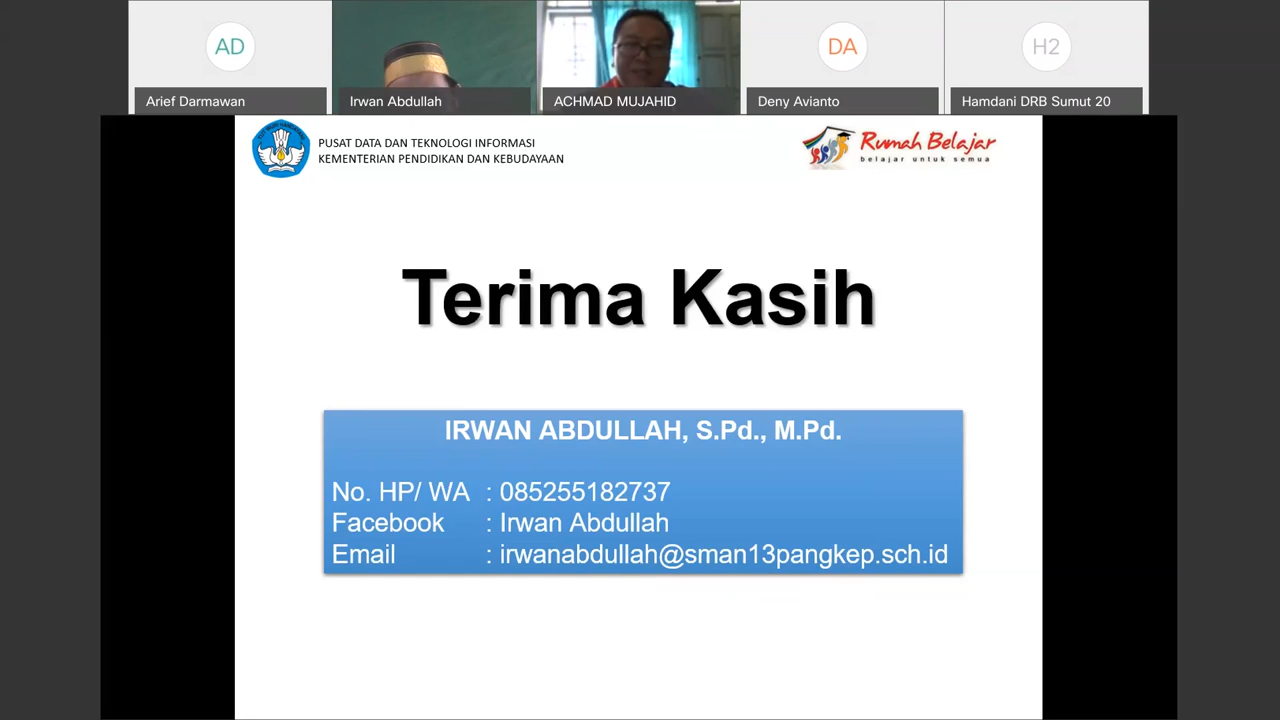 AD
DA
H2
Arief Darmawan
Irwan Abdullah
ACHMAD MUJAHID
Deny Avianto
Hamdani DRB Sumut 20
PUSAT DATA DAN TEKNOLOGI INFORMASI
KEMENTERIAN PENDIDIKAN DAN KEBUDAYAAN
Rumah Belajar
belajar untuk semua
Terima Kasih
IRWAN ABDULLAH, S.Pd., M.Pd.
No. HP/ WA : 085255182737
Facebook : Irwan Abdullah
Email : irwanabdullah@sman13pangkep.sch.id